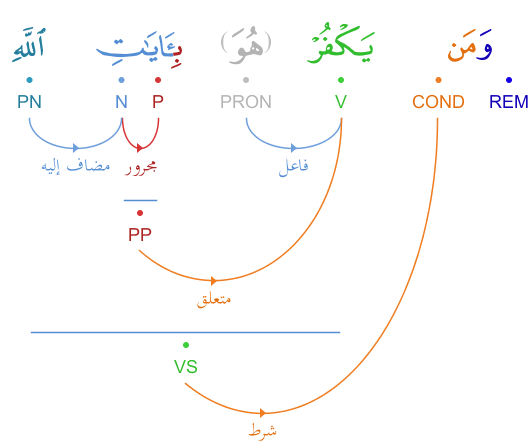 وَمَن يَكْفُرْ (هُوَ) بِـَٔايَـٰتِ ٱللَّهِ
REM COND V PRON P N PN
فاعل مجرور مضاف إليه
PP
متعلق
VS
شرط